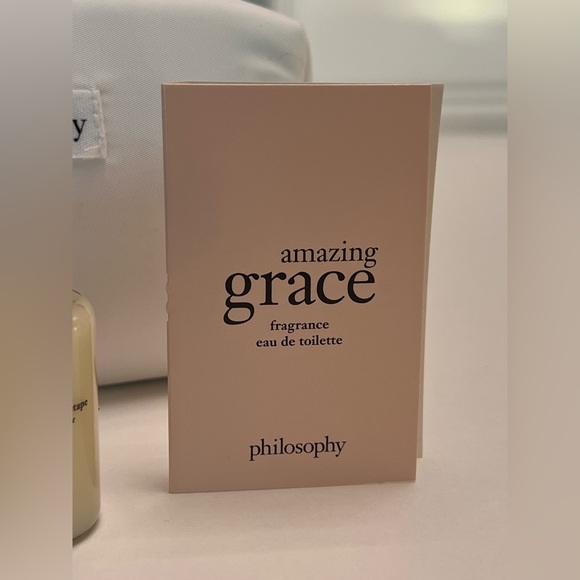 y
amazing
grace
fragrance
eau de toilette
philosophy